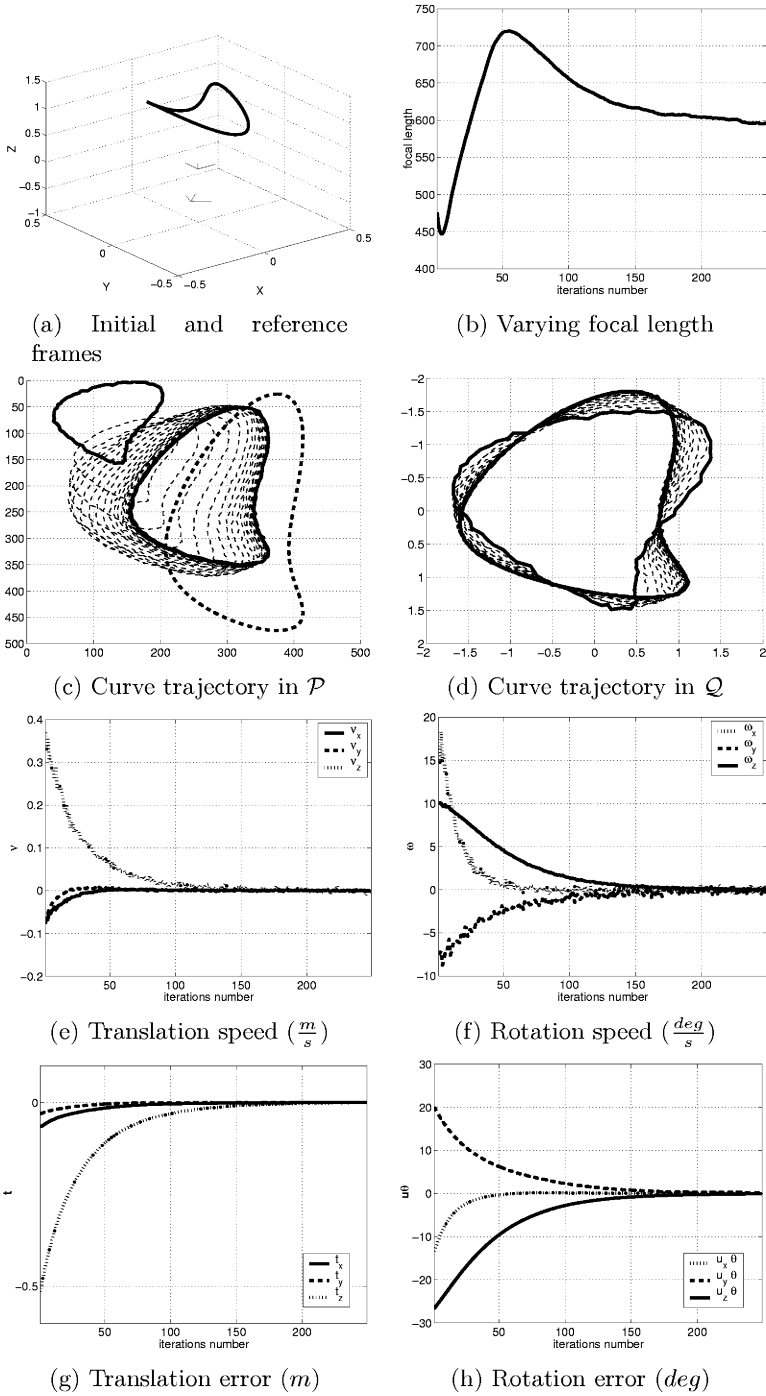 1.5
1
0.5
0
−0.5
−1
Z
0.5
0
−0.5
Y
−0.5
0
0.5
X
(a) Initial and reference
frames
750
700
650
600
550
500
450
400
focal length
50 100 150 200
iterations number
(b) Varying focal length
0
50
100
150
200
250
300
350
400
450
500
0 100 200 300 400 500
(c) Curve trajectory in 𝒫
−2
−1.5
−1
−0.5
0
0.5
1
1.5
2
−2 −1.5 −1 −0.5 0 0.5 1 1.5 2
(d) Curve trajectory in 𝒬
0.4
0.3
0.2
0.1
0
−0.1
−0.2
ν
ν_x
ν_y
ν_z
50 100 150 200
iterations number
(e) Translation speed (m/s)
20
15
10
5
0
−5
−10
ω
ω_x
ω_y
ω_z
50 100 150 200
iterations number
(f) Rotation speed (deg/s)
0
−0.5
t
t_x
t_y
t_z
50 100 150 200
iterations number
(g) Translation error (m)
30
20
10
0
−10
−20
−30
uθ
u_x θ
u_y θ
u_z θ
50 100 150 200
iterations number
(h) Rotation error (deg)